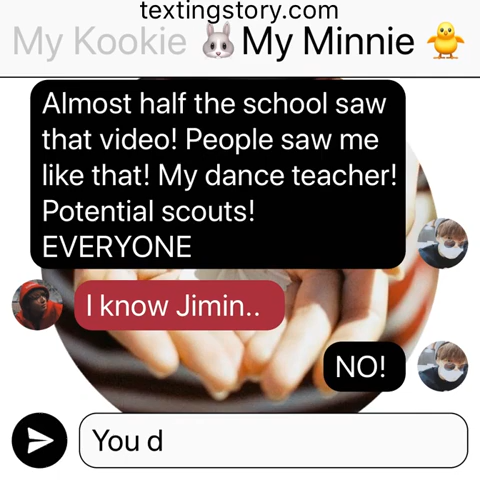 textingstory.com
My Kookie 🐰 My Minnie 🐥
Almost half the school saw
that video! People saw me
like that! My dance teacher!
Potential scouts!
EVERYONE
I know Jimin..
NO!
You d